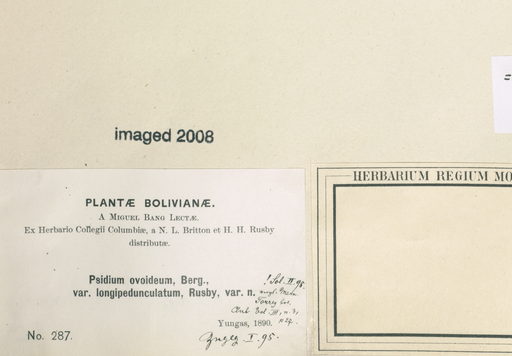 imaged 2008
PLANTÆ BOLIVIANÆ.
A MIGUEL BANG LECTÆ.
Ex Herbario Collegii Columbiæ, a N. L. Britton et H. H. Rusby
distributæ.
Psidium ovoideum, Berg.,
var. longipedunculatum, Rusby, var. n.
Yungas, 1890.
No. 287.
HERBARIUM REGIUM MO